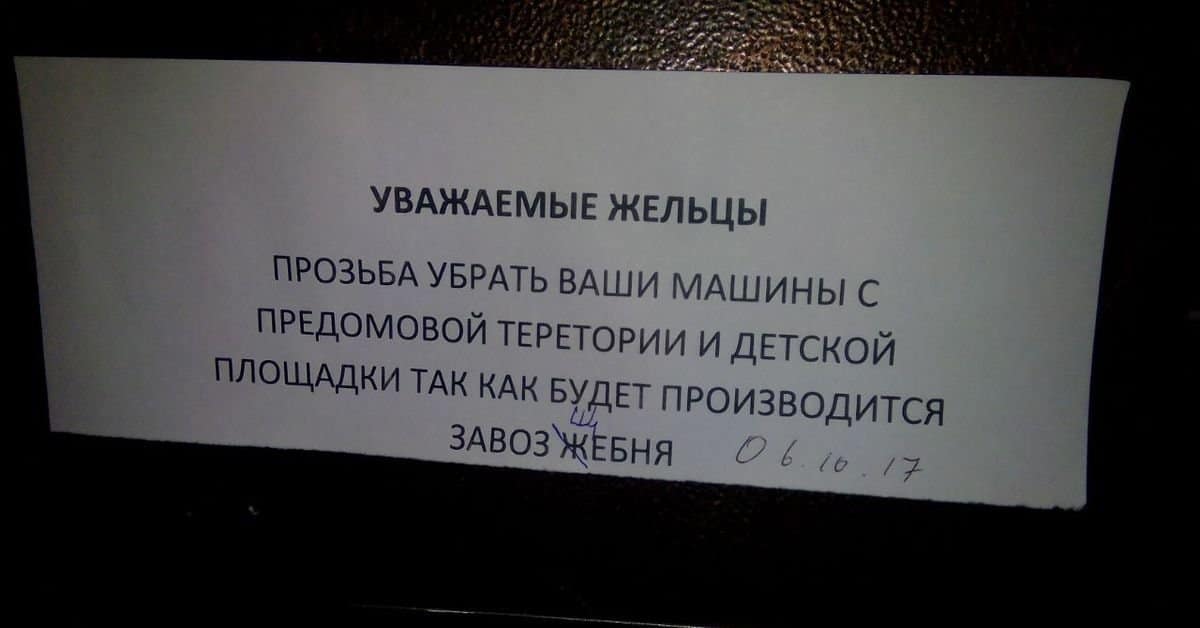 УВАЖАЕМЫЕ ЖЕЛЬЦЫ
ПРОЗЬБА УБРАТЬ ВАШИ МАШИНЫ С
ПРЕДОМОВОЙ ТЕРЕТОРИИ И ДЕТСКОЙ
ПЛОЩАДКИ ТАК КАК БУДЕТ ПРОИЗВОДИТСЯ
Щ
ЗАВОЗ ЖЕБНЯ 06.10.17